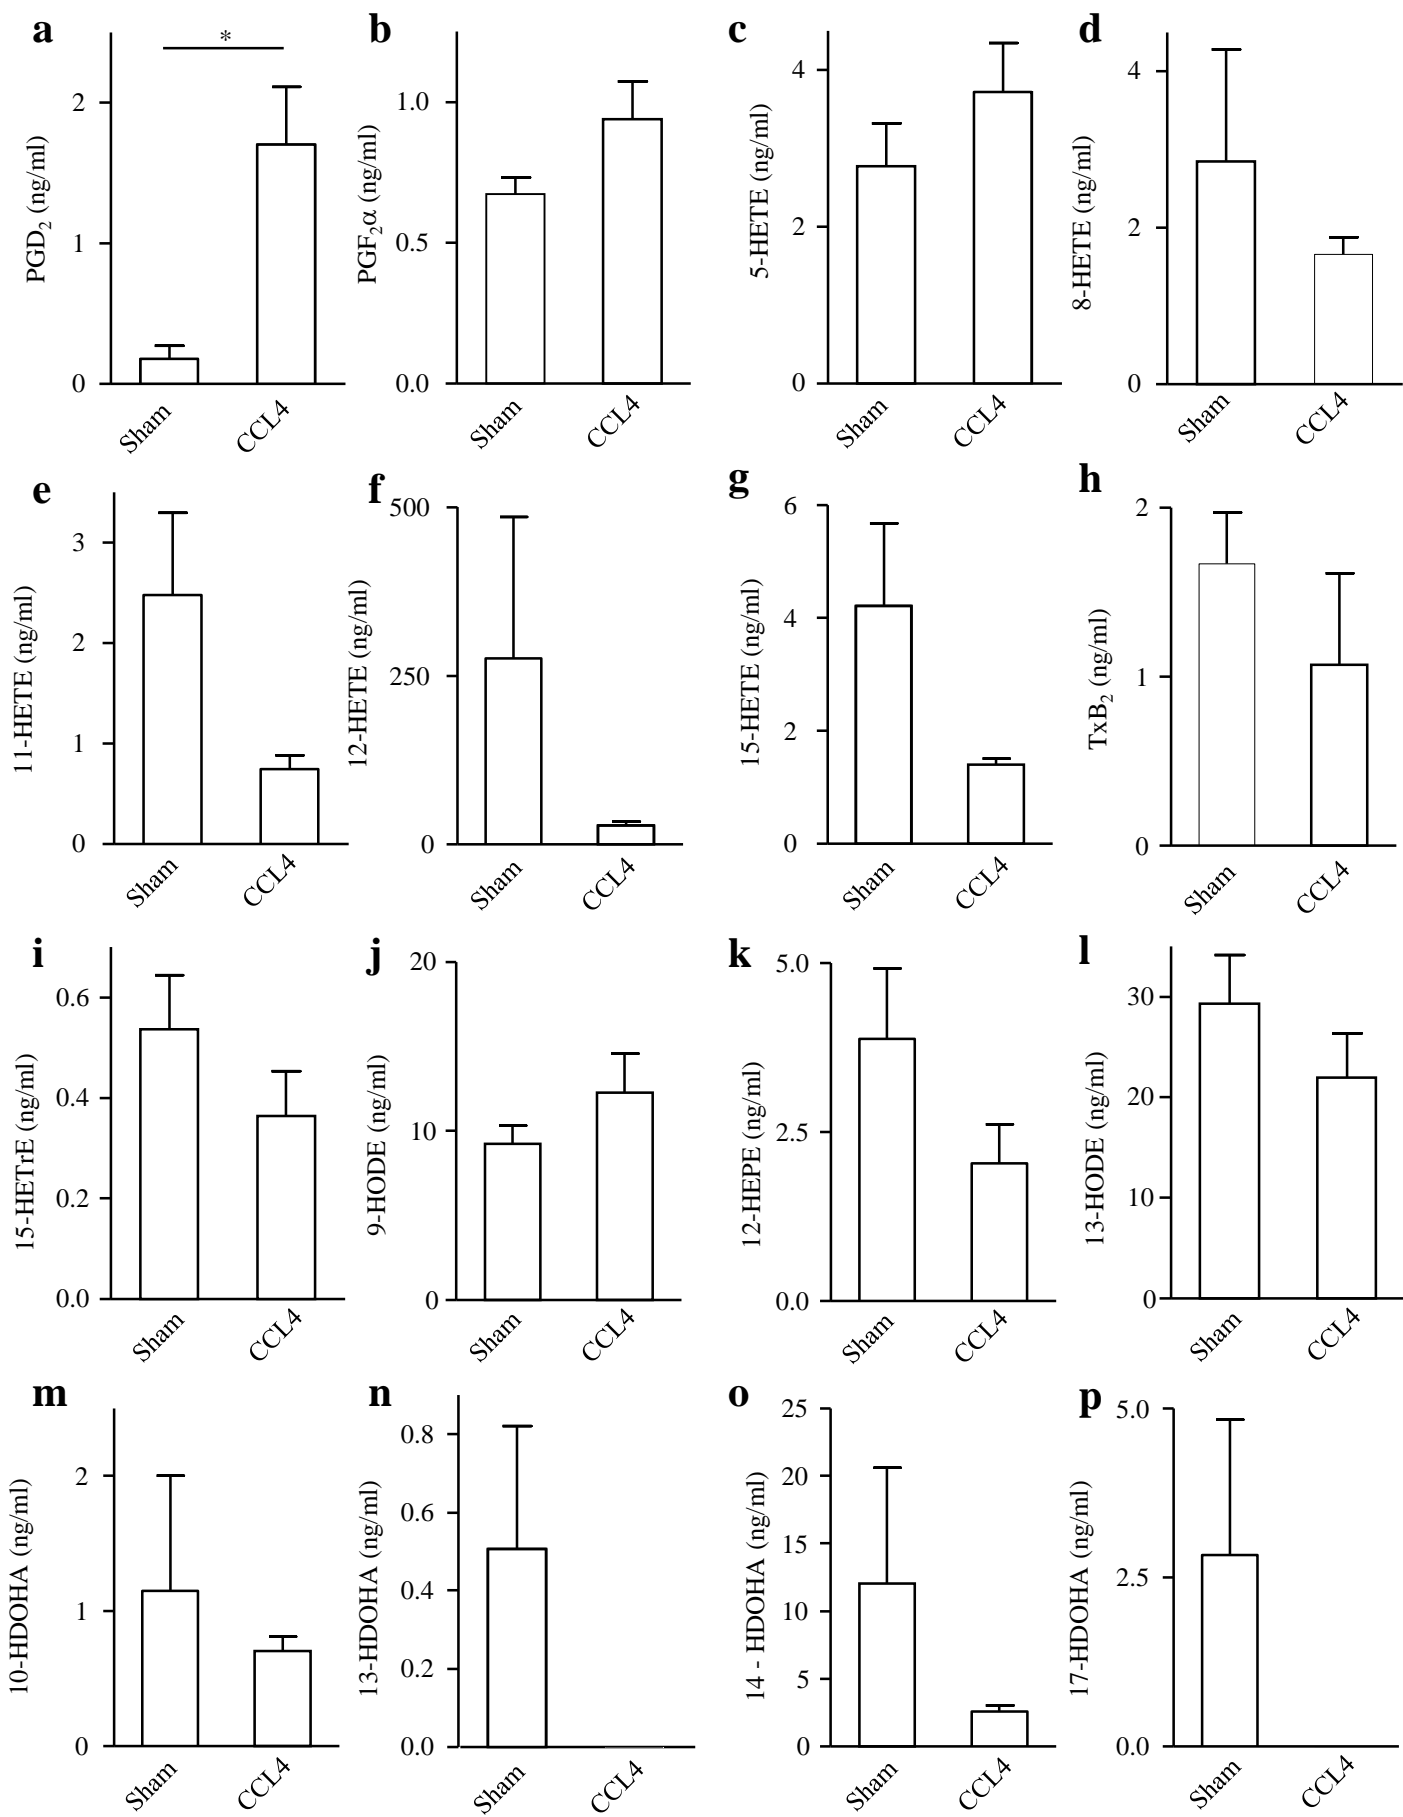 a
*
PGD2 (ng/ml)
2
1
0
Sham
CCL4
b
PGF2α (ng/ml)
1.0
0.5
0.0
Sham
CCL4
c
5-HETE (ng/ml)
4
2
0
Sham
CCL4
d
8-HETE (ng/ml)
4
2
0
Sham
CCL4
e
11-HETE (ng/ml)
3
2
1
0
Sham
CCL4
f
12-HETE (ng/ml)
500
250
0
Sham
CCL4
g
15-HETE (ng/ml)
6
4
2
0
Sham
CCL4
h
TxB2 (ng/ml)
2
1
0
Sham
CCL4
i
15-HETrE (ng/ml)
0.6
0.4
0.2
0.0
Sham
CCL4
j
9-HODE (ng/ml)
20
10
0
Sham
CCL4
k
12-HEPE (ng/ml)
5.0
2.5
0.0
Sham
CCL4
l
13-HODE (ng/ml)
30
20
10
0
Sham
CCL4
m
10-HDOHA (ng/ml)
2
1
0
Sham
CCL4
n
13-HDOHA (ng/ml)
0.8
0.6
0.4
0.2
0.0
Sham
CCL4
o
14 - HDOHA (ng/ml)
25
20
15
10
5
0
Sham
CCL4
p
17-HDOHA (ng/ml)
5.0
2.5
0.0
Sham
CCL4